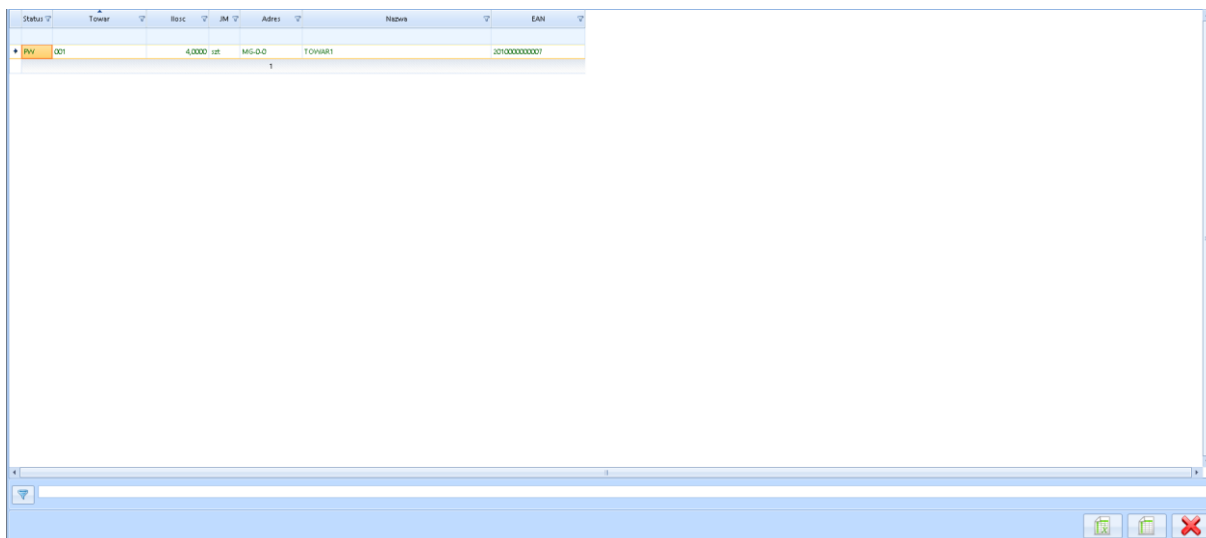 Status Towar Ilosc JM Adres Nazwa EAN
PW 001 4,0000 szt MG-0-0 TOWAR1 2010000000007
1